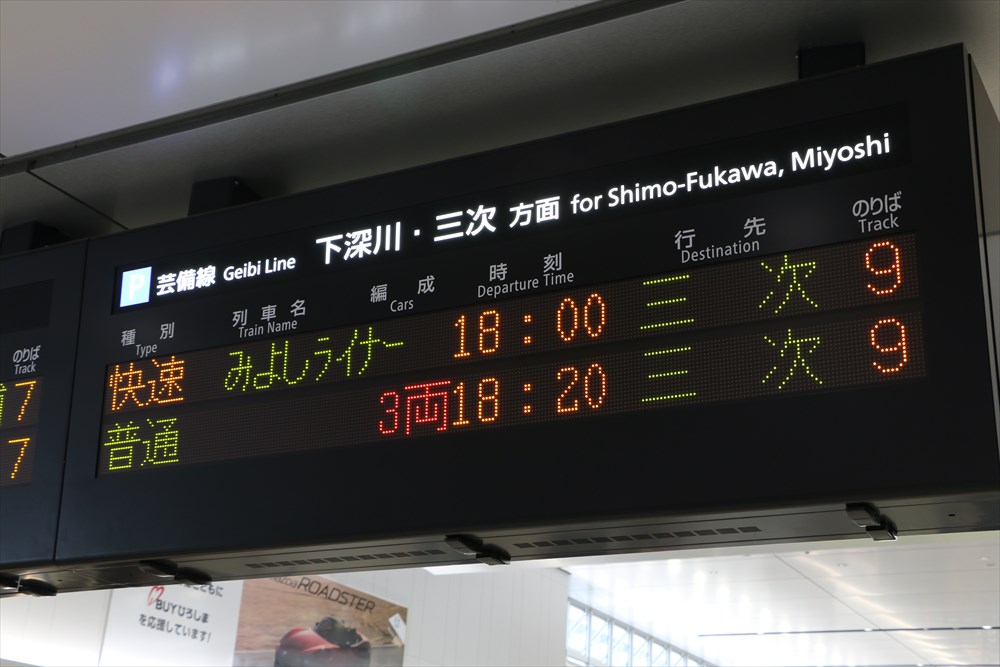 P 芸備線 Geibi Line 下深川・三次 方面 for Shimo-Fukawa, Miyoshi
種別 列車名 編成 時刻 行先 のりば
Type Train Name Cars Departure Time Destination Track
快速 みよしライナー 18:00 三次 9
普通 3両 18:20 三次 9
のりば
Track
7
7
ROADSTER
BUYひろしま
を応援しています!